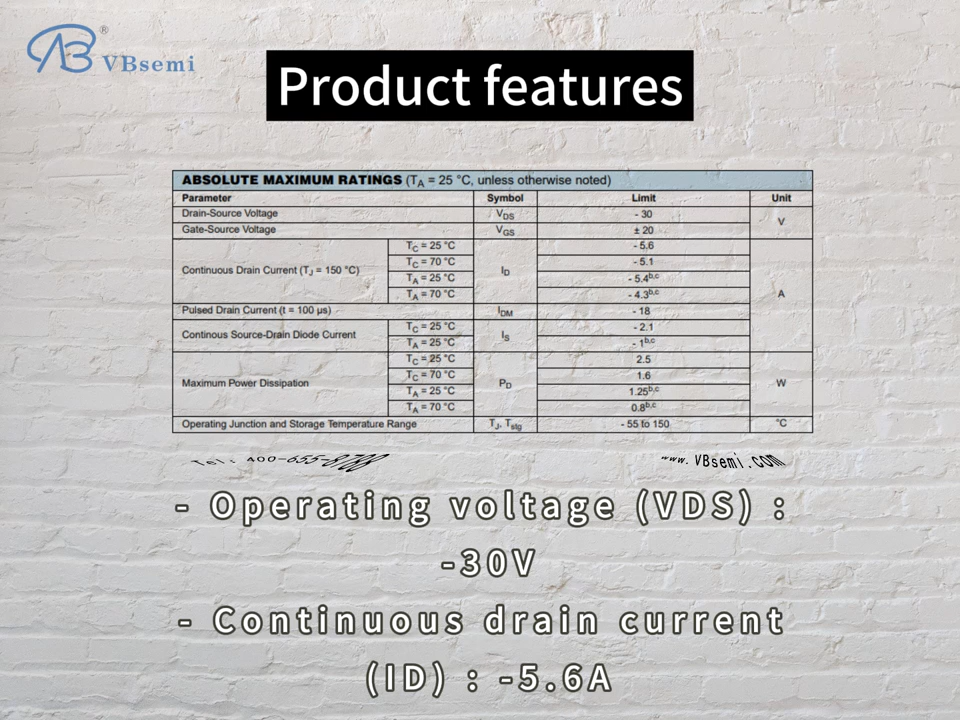 VBsemi®
Product features
ABSOLUTE MAXIMUM RATINGS (TA = 25 °C, unless otherwise noted)
Parameter Symbol Limit Unit
Drain-Source Voltage VDS - 30 V
Gate-Source Voltage VGS ± 20
Continuous Drain Current (TJ = 150 °C) TC = 25 °C ID - 5.6 A
TC = 70 °C - 5.1
TA = 25 °C - 5.4b,c
TA = 70 °C - 4.3b,c
Pulsed Drain Current (t = 100 µs) IDM - 18
Continous Source-Drain Diode Current TC = 25 °C IS - 2.1
TA = 25 °C - 1b,c
Maximum Power Dissipation TC = 25 °C PD 2.5 W
TC = 70 °C 1.6
TA = 25 °C 1.25b,c
TA = 70 °C 0.8b,c
Operating Junction and Storage Temperature Range TJ, Tstg - 55 to 150 °C
Tel: 400-655-8788 www.VBsemi.com
- Operating voltage (VDS) :
-30V
- Continuous drain current
(ID) : -5.6A